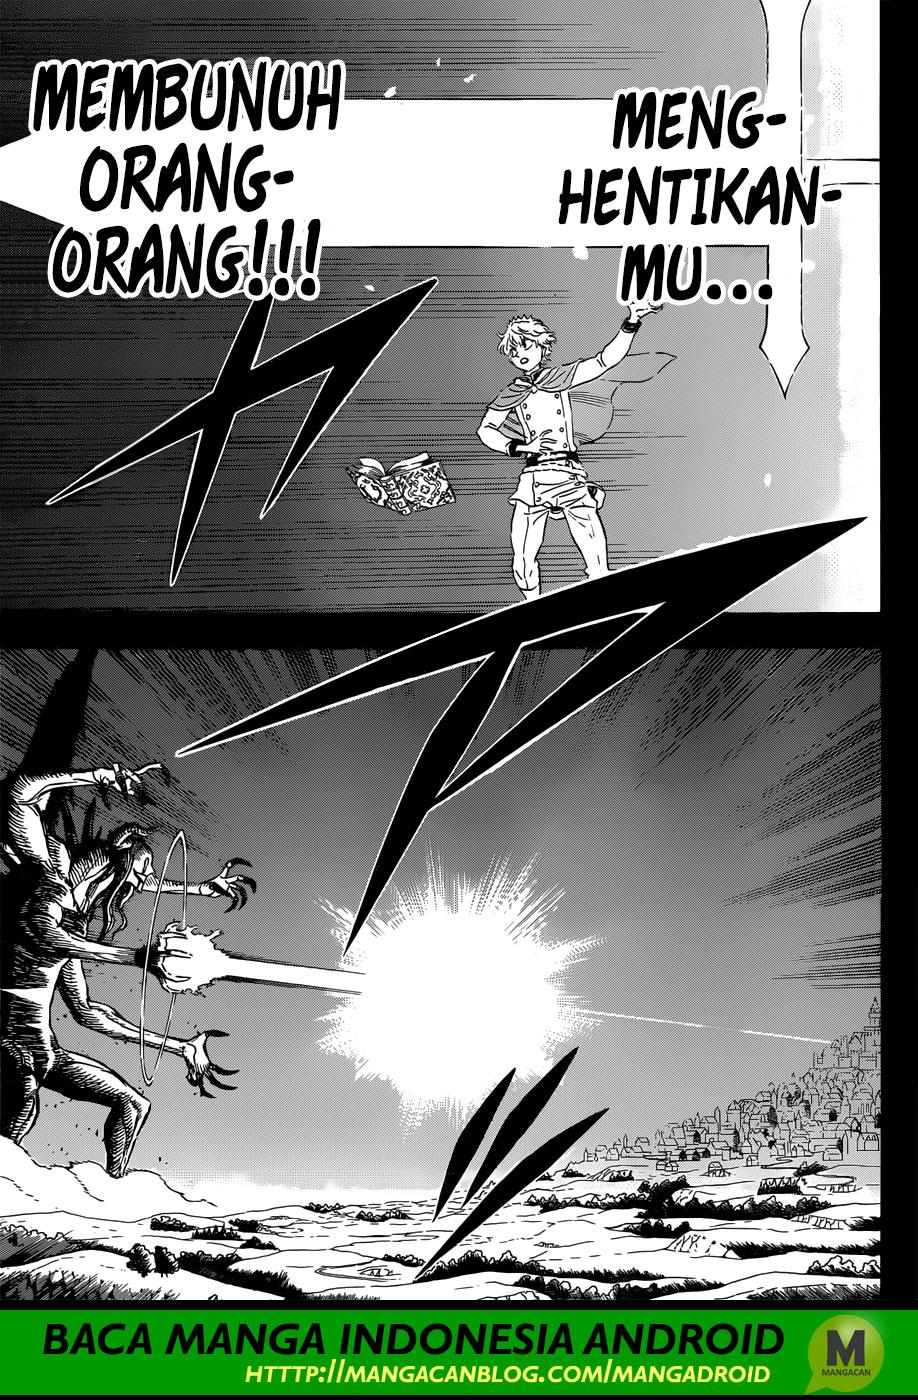 MENG-
HENTIKAN-
MU...
MEMBUNUH
ORANG-
ORANG!!!
BACA MANGA INDONESIA ANDROID
HTTTP://MANGACANBLOG.COM/MANGADROID
M
MANGACAN